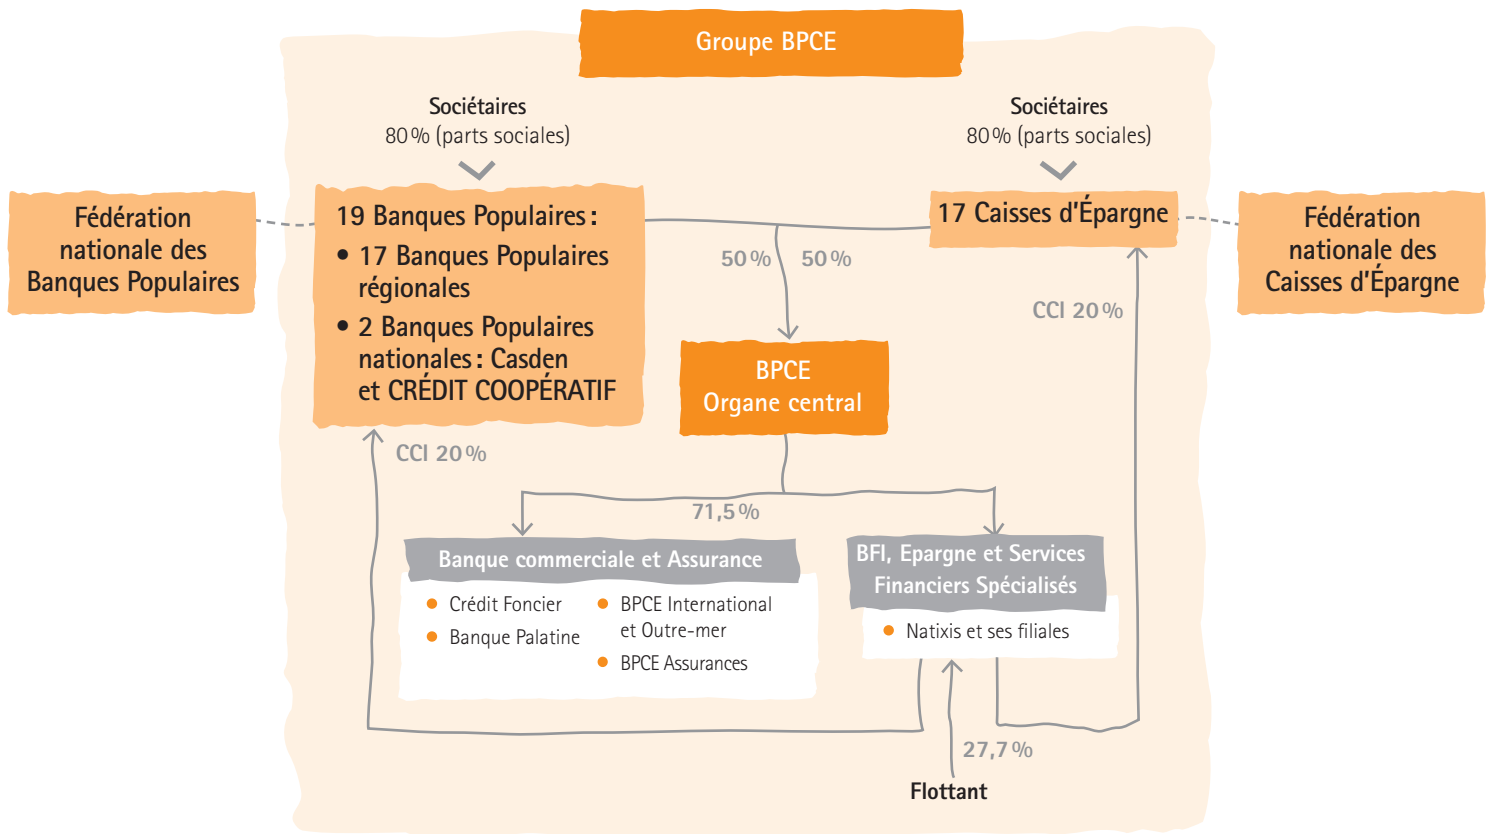 Groupe BPCE
Sociétaires
80% (parts sociales)
Sociétaires
80% (parts sociales)
Fédération
nationale des
Banques Populaires
19 Banques Populaires :
• 17 Banques Populaires
régionales
• 2 Banques Populaires
nationales : Casden
et CRÉDIT COOPÉRATIF
17 Caisses d'Épargne
Fédération
nationale des
Caisses d'Épargne
50% 50%
CCI 20%
BPCE
Organe central
CCI 20%
71,5%
Banque commerciale et Assurance
• Crédit Foncier
• Banque Palatine
• BPCE International
et Outre-mer
• BPCE Assurances
BFI, Epargne et Services
Financiers Spécialisés
• Natixis et ses filiales
27,7%
Flottant